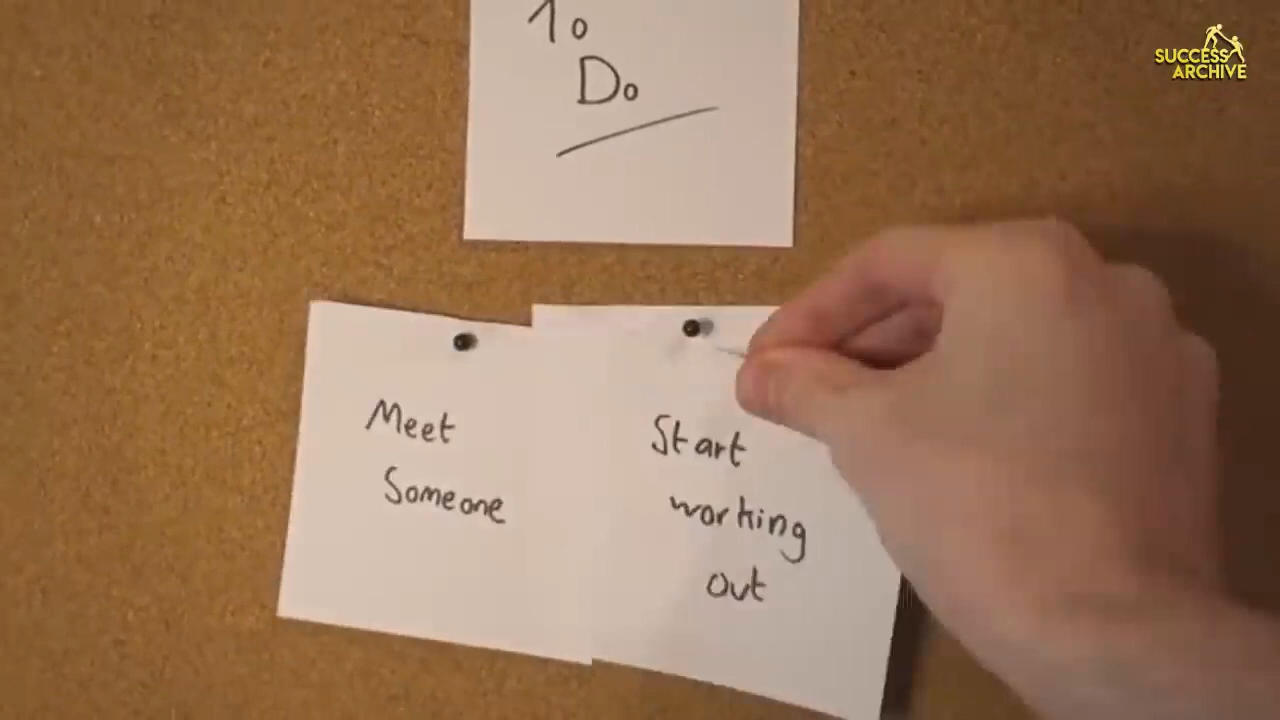 To
Do
SUCCESS
ARCHIVE
Meet
Someone
Start
working
out